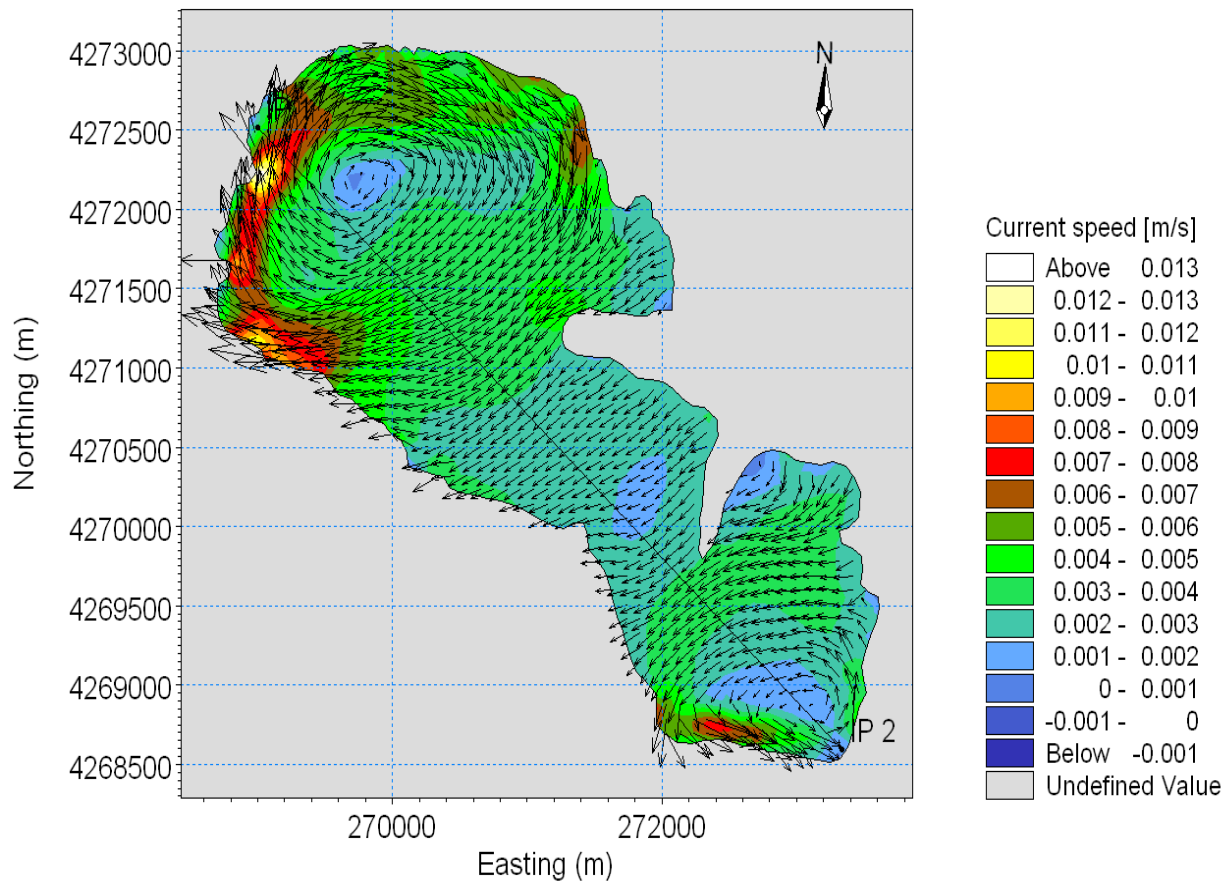 4273000
4272500
4272000
4271500
4271000
4270500
4270000
4269500
4269000
4268500
Northing (m)
N
IP 2
270000 272000
Easting (m)
Current speed [m/s]
Above 0.013
0.012 - 0.013
0.011 - 0.012
0.01 - 0.011
0.009 - 0.01
0.008 - 0.009
0.007 - 0.008
0.006 - 0.007
0.005 - 0.006
0.004 - 0.005
0.003 - 0.004
0.002 - 0.003
0.001 - 0.002
0 - 0.001
-0.001 - 0
Below -0.001
Undefined Value